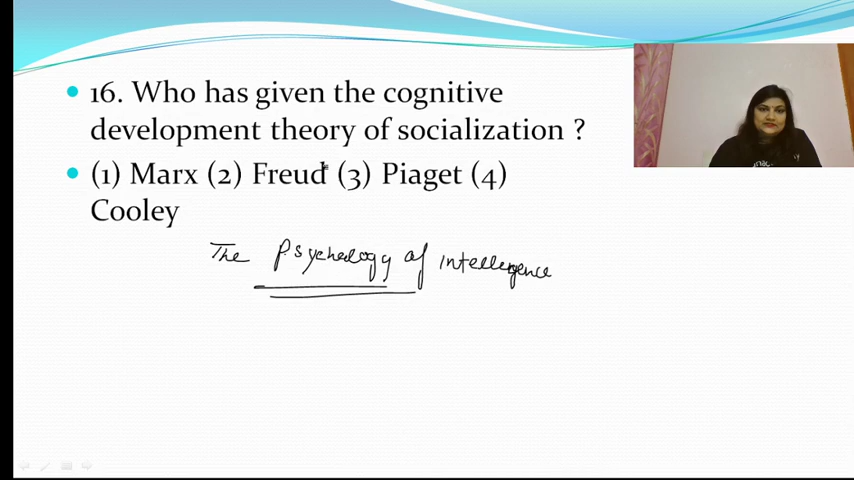 16. Who has given the cognitive
development theory of socialization ?
(1) Marx (2) Freud (3) Piaget (4)
Cooley
The Psychology of intellegence